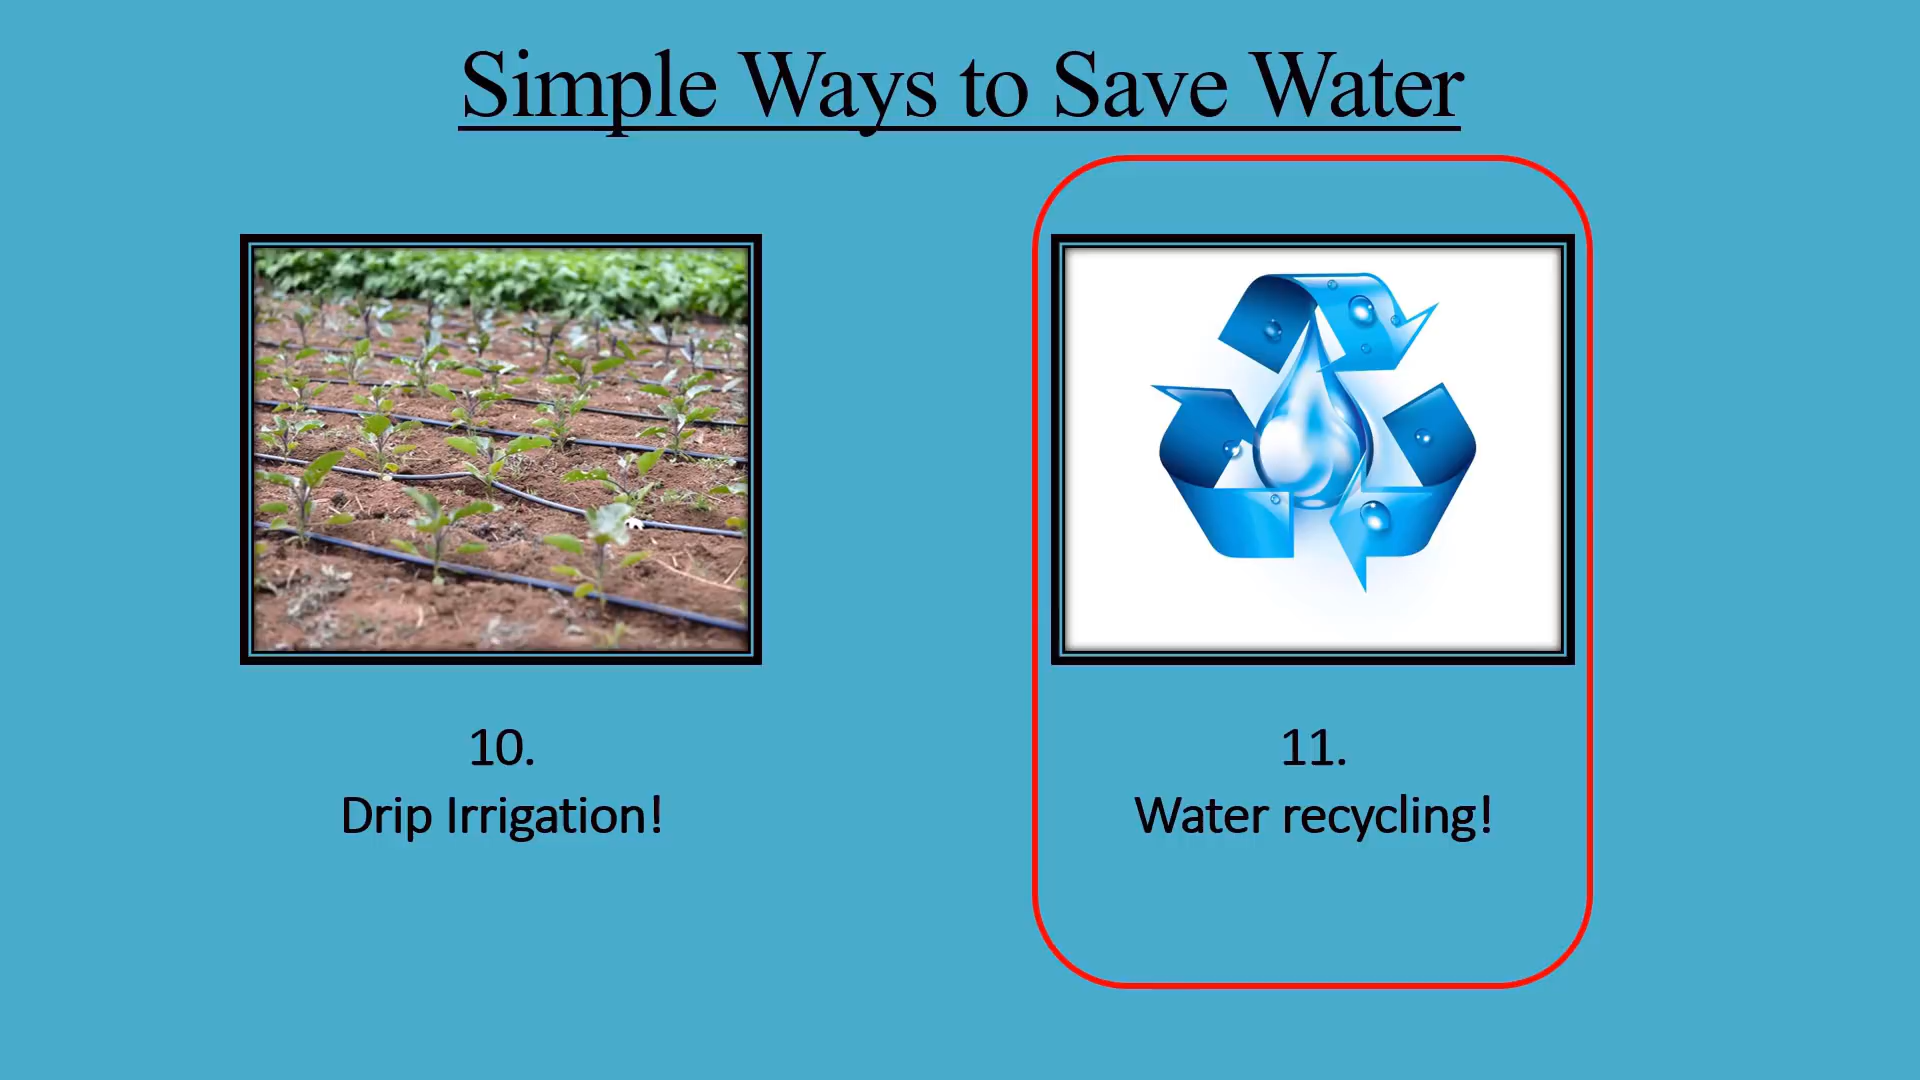 Simple Ways to Save Water
10.
Drip Irrigation!
11.
Water recycling!